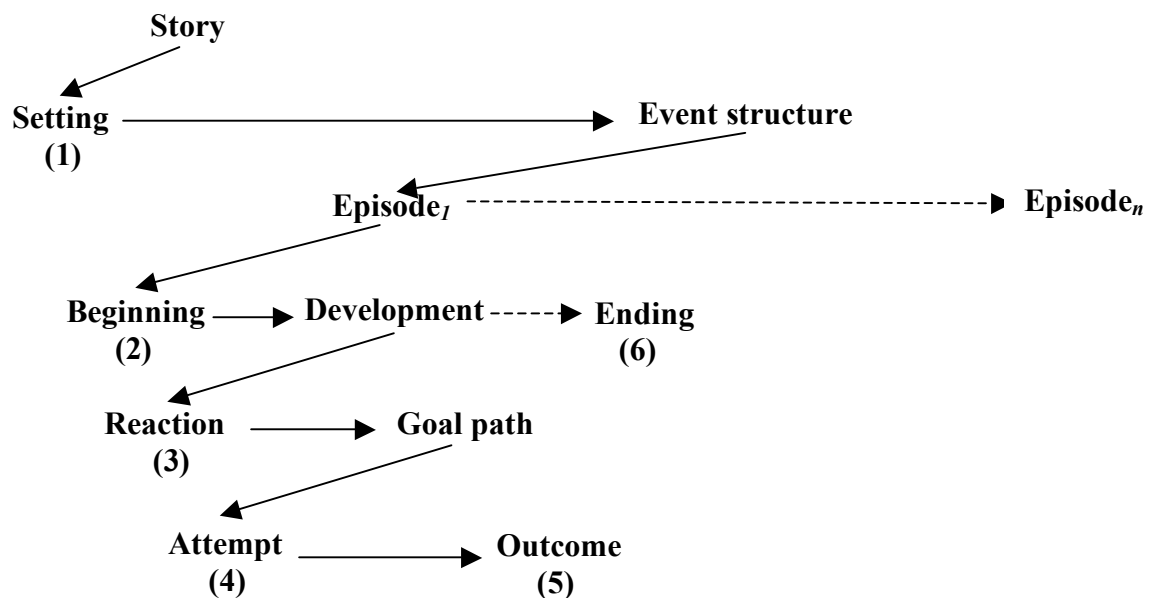 Story
Setting Event structure
(1)
Episode1 Episoden
Beginning Development Ending
(2) (6)
Reaction Goal path
(3)
Attempt Outcome
(4) (5)